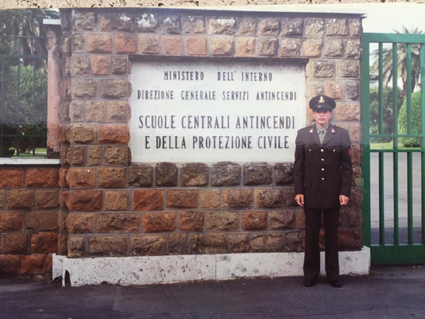 MINISTERO DELL'INTERNO
DIREZIONE GENERALE SERVIZI ANTINCENDI
SCUOLE CENTRALI ANTINCENDI
E DELLA PROTEZIONE CIVILE